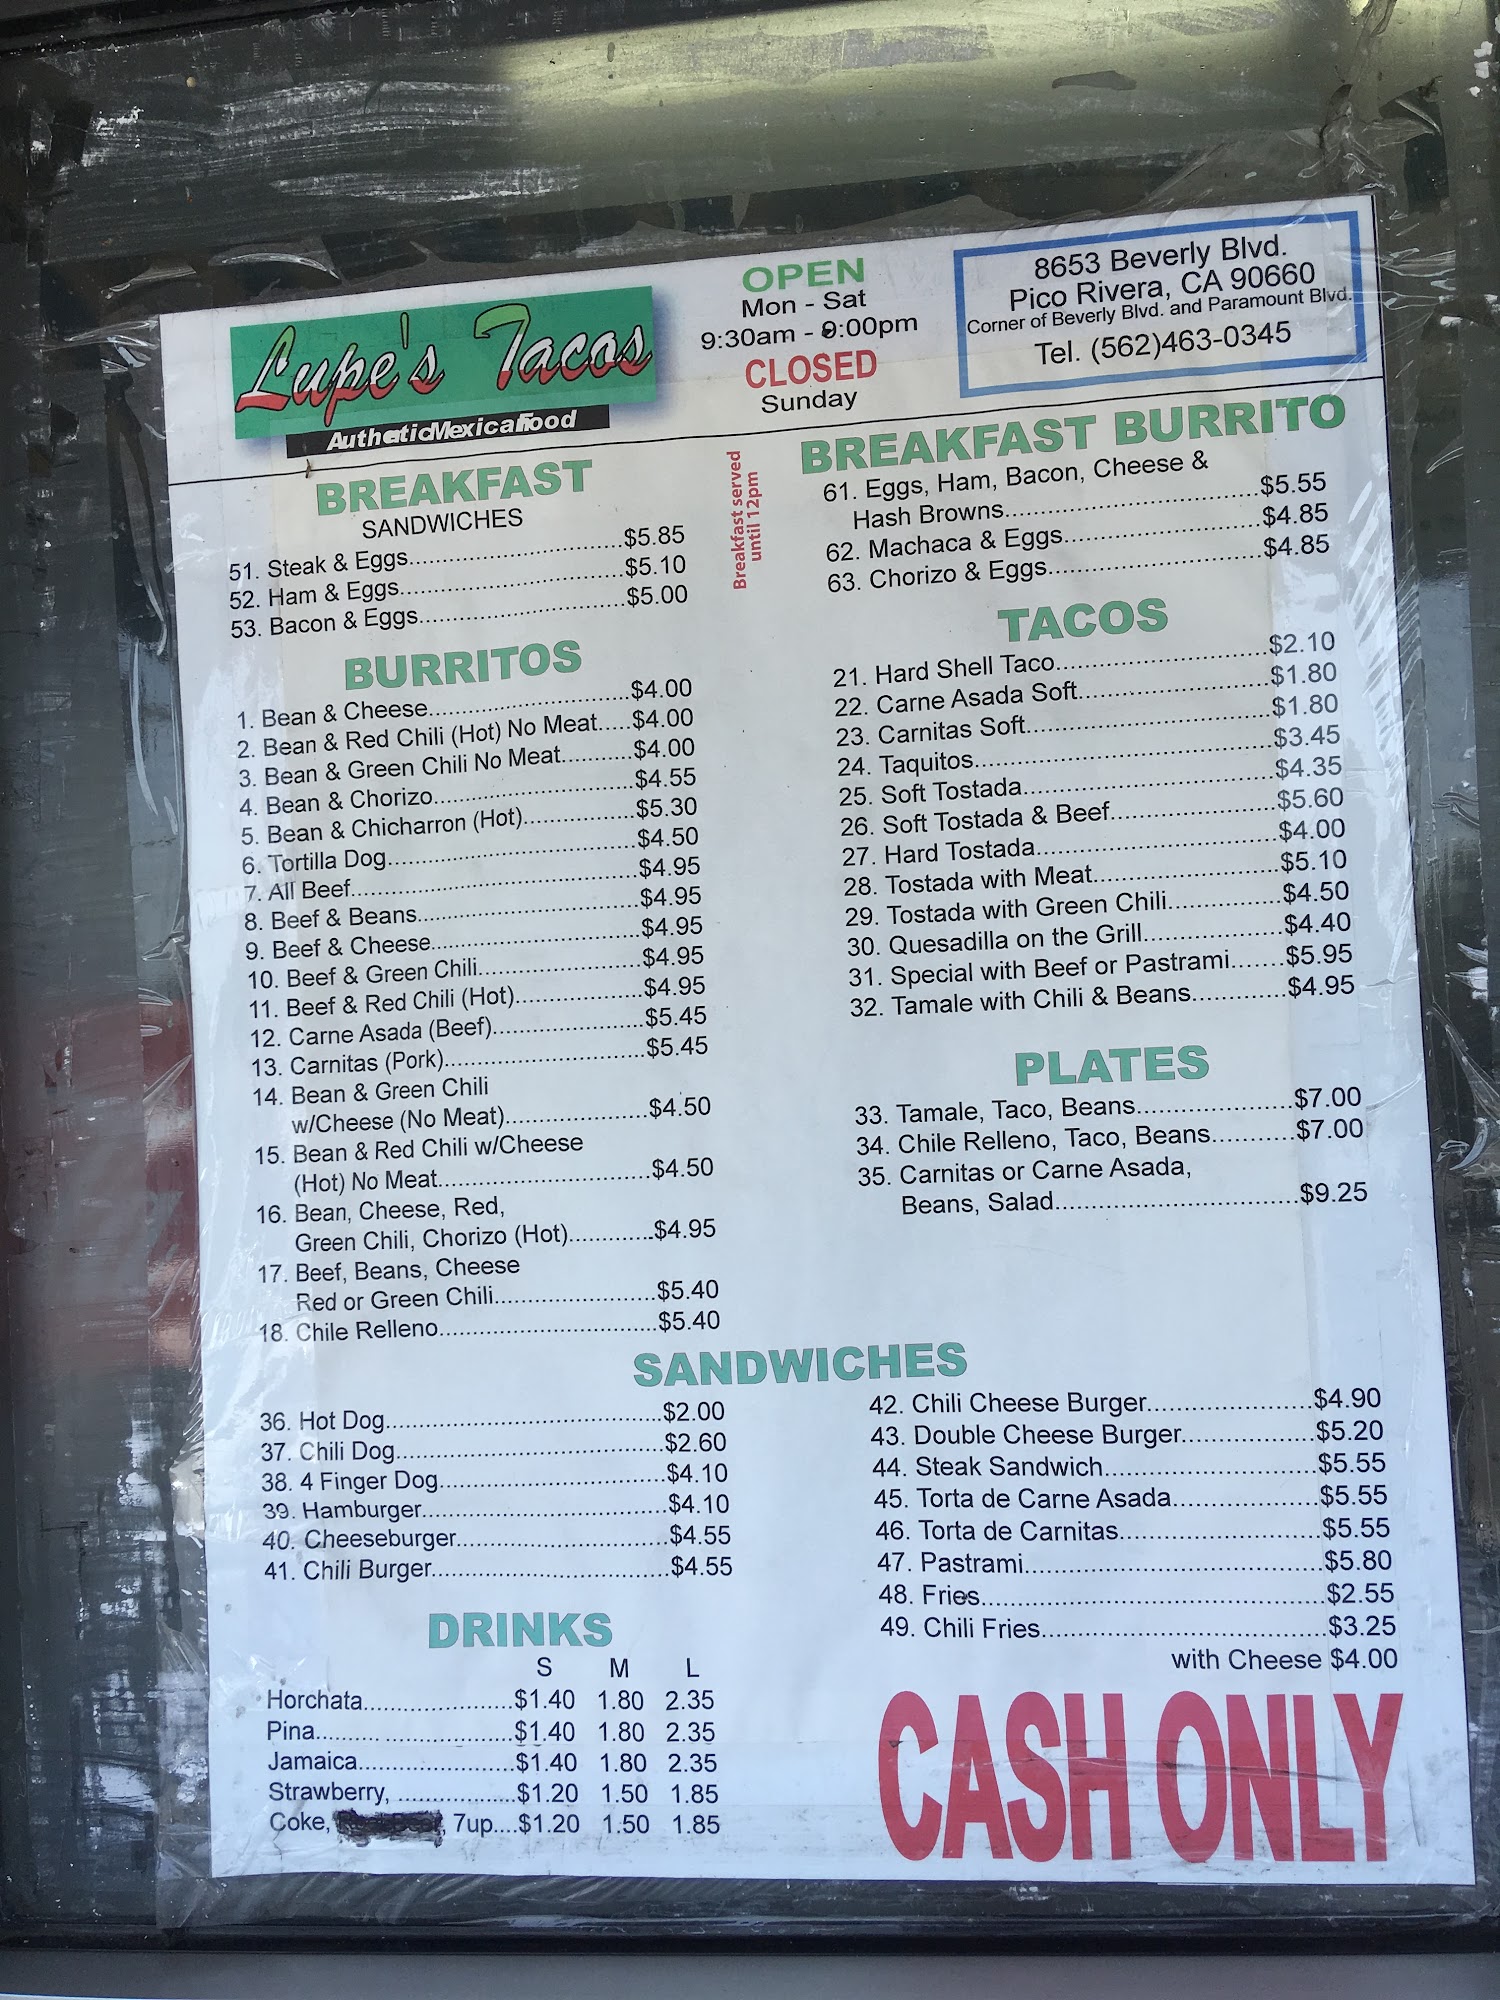 Lupe's Tacos
Authentic Mexican Food
OPEN
Mon - Sat
9:30am - 9:00pm
CLOSED
Sunday
8653 Beverly Blvd.
Pico Rivera, CA 90660
Corner of Beverly Blvd. and Paramount Blvd.
Tel. (562)463-0345
BREAKFAST
SANDWICHES
51. Steak & Eggs $5.85
52. Ham & Eggs $5.10
53. Bacon & Eggs $5.00
Breakfast served
until 12pm
BREAKFAST BURRITO
61. Eggs, Ham, Bacon, Cheese &
Hash Browns $5.55
62. Machaca & Eggs $4.85
63. Chorizo & Eggs $4.85
BURRITOS
1. Bean & Cheese $4.00
2. Bean & Red Chili (Hot) No Meat $4.00
3. Bean & Green Chili No Meat $4.00
4. Bean & Chorizo $4.55
5. Bean & Chicharron (Hot) $5.30
6. Tortilla Dog $4.50
7. All Beef $4.95
8. Beef & Beans $4.95
9. Beef & Cheese $4.95
10. Beef & Green Chili $4.95
11. Beef & Red Chili (Hot) $4.95
12. Carne Asada (Beef) $5.45
13. Carnitas (Pork) $5.45
14. Bean & Green Chili
w/Cheese (No Meat) $4.50
15. Bean & Red Chili w/Cheese
(Hot) No Meat $4.50
16. Bean, Cheese, Red,
Green Chili, Chorizo (Hot) $4.95
17. Beef, Beans, Cheese
Red or Green Chili $5.40
18. Chile Relleno $5.40
TACOS
21. Hard Shell Taco $2.10
22. Carne Asada Soft $1.80
23. Carnitas Soft $1.80
24. Taquitos $3.45
25. Soft Tostada $4.35
26. Soft Tostada & Beef $5.60
27. Hard Tostada $4.00
28. Tostada with Meat $5.10
29. Tostada with Green Chili $4.50
30. Quesadilla on the Grill $4.40
31. Special with Beef or Pastrami $5.95
32. Tamale with Chili & Beans $4.95
PLATES
33. Tamale, Taco, Beans $7.00
34. Chile Relleno, Taco, Beans $7.00
35. Carnitas or Carne Asada,
Beans, Salad $9.25
SANDWICHES
36. Hot Dog $2.00
37. Chili Dog $2.60
38. 4 Finger Dog $4.10
39. Hamburger $4.10
40. Cheeseburger $4.55
41. Chili Burger $4.55
42. Chili Cheese Burger $4.90
43. Double Cheese Burger $5.20
44. Steak Sandwich $5.55
45. Torta de Carne Asada $5.55
46. Torta de Carnitas $5.55
47. Pastrami $5.80
48. Fries $2.55
49. Chili Fries $3.25
with Cheese $4.00
DRINKS
S M L
Horchata $1.40 1.80 2.35
Pina $1.40 1.80 2.35
Jamaica $1.40 1.80 2.35
Strawberry, $1.20 1.50 1.85
Coke, , 7up $1.20 1.50 1.85
CASH ONLY